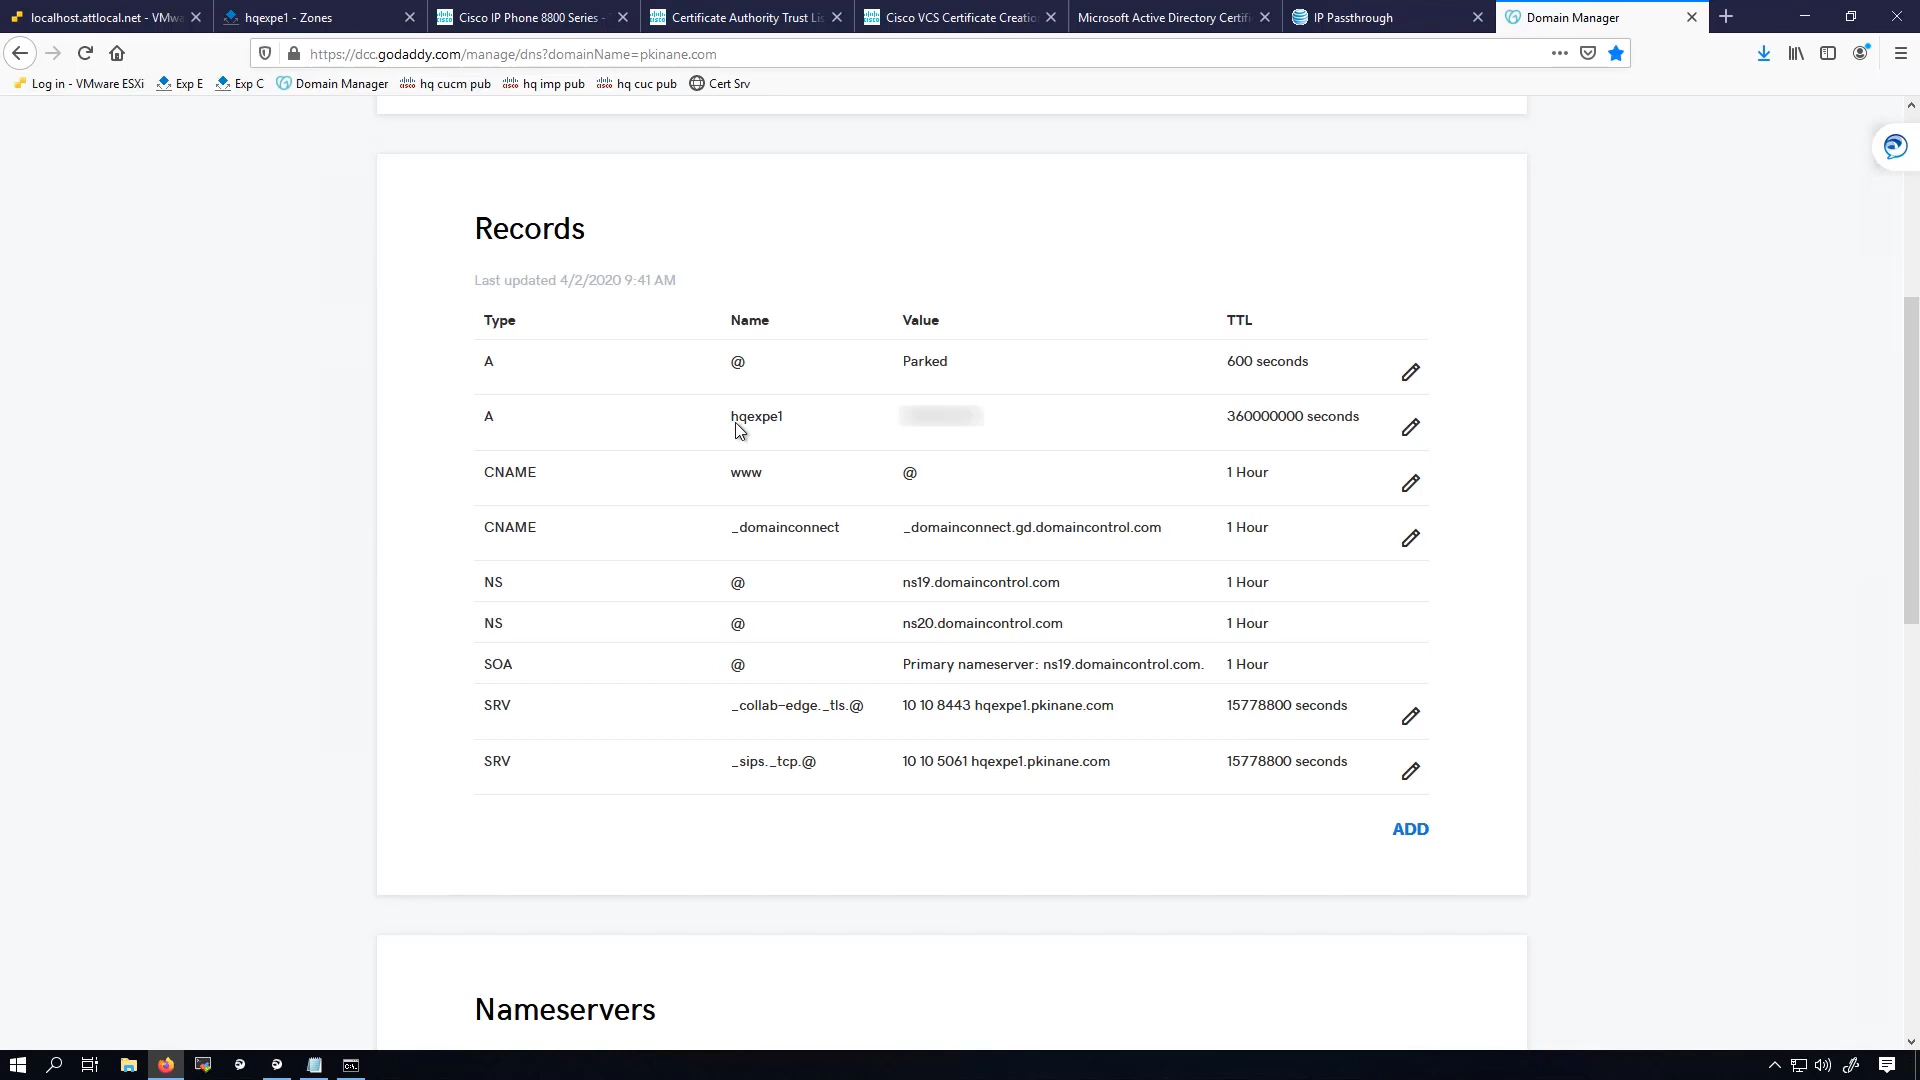 localhost.attlocal.net - VMwa
hqexpe1 - Zones
Cisco IP Phone 8800 Series -
Certificate Authority Trust Lis
Cisco VCS Certificate Creatio
Microsoft Active Directory Certifi
IP Passthrough
Domain Manager
https://dcc.godaddy.com/manage/dns?domainName=pkinane.com
Log in - VMware ESXi
Exp E
Exp C
Domain Manager
hq cucm pub
hq imp pub
hq cuc pub
Cert Srv
Records
Last updated 4/2/2020 9:41 AM
Type Name Value TTL
A @ Parked 600 seconds
A hqexpe1 360000000 seconds
CNAME www @ 1 Hour
CNAME _domainconnect _domainconnect.gd.domaincontrol.com 1 Hour
NS @ ns19.domaincontrol.com 1 Hour
NS @ ns20.domaincontrol.com 1 Hour
SOA @ Primary nameserver: ns19.domaincontrol.com. 1 Hour
SRV _collab-edge._tls.@ 10 10 8443 hqexpe1.pkinane.com 15778800 seconds
SRV _sips._tcp.@ 10 10 5061 hqexpe1.pkinane.com 15778800 seconds
ADD
Nameservers